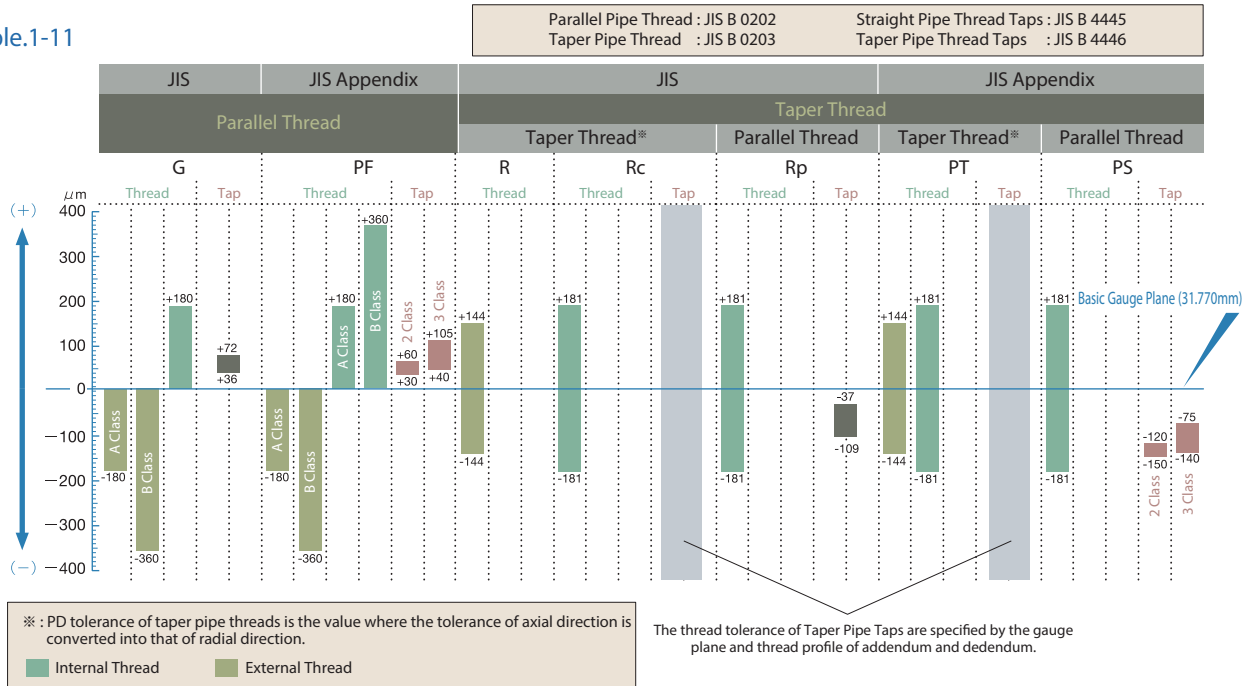 Parallel Pipe Thread : JIS B 0202 Straight Pipe Thread Taps : JIS B 4445
Taper Pipe Thread : JIS B 0203 Taper Pipe Thread Taps : JIS B 4446
ble.1-11
JIS JIS Appendix JIS JIS Appendix
Parallel Thread Taper Thread
Taper Thread※ Parallel Thread Taper Thread※ Parallel Thread
G PF R Rc Rp PT PS
μm Thread Tap Thread Tap Thread Thread Tap Thread Tap Thread Tap Thread Tap
(+)
400
300
200
100
0
−100
−200
−300
−400
(−)
A Class
-180
B Class
-360
+180
+72
+36
A Class
-180
B Class
-360
+180
A Class
+360
B Class
2 Class
+60
+30
3 Class
+105
+40
+144
-144
+181
-181
+181
-181
-37
-109
+144
-144
+181
-181
+181
-181
-120
-150
2 Class
-75
-140
3 Class
Basic Gauge Plane (31.770mm)
※ : PD tolerance of taper pipe threads is the value where the tolerance of axial direction is
converted into that of radial direction.
Internal Thread External Thread
The thread tolerance of Taper Pipe Taps are specified by the gauge
plane and thread profile of addendum and dedendum.